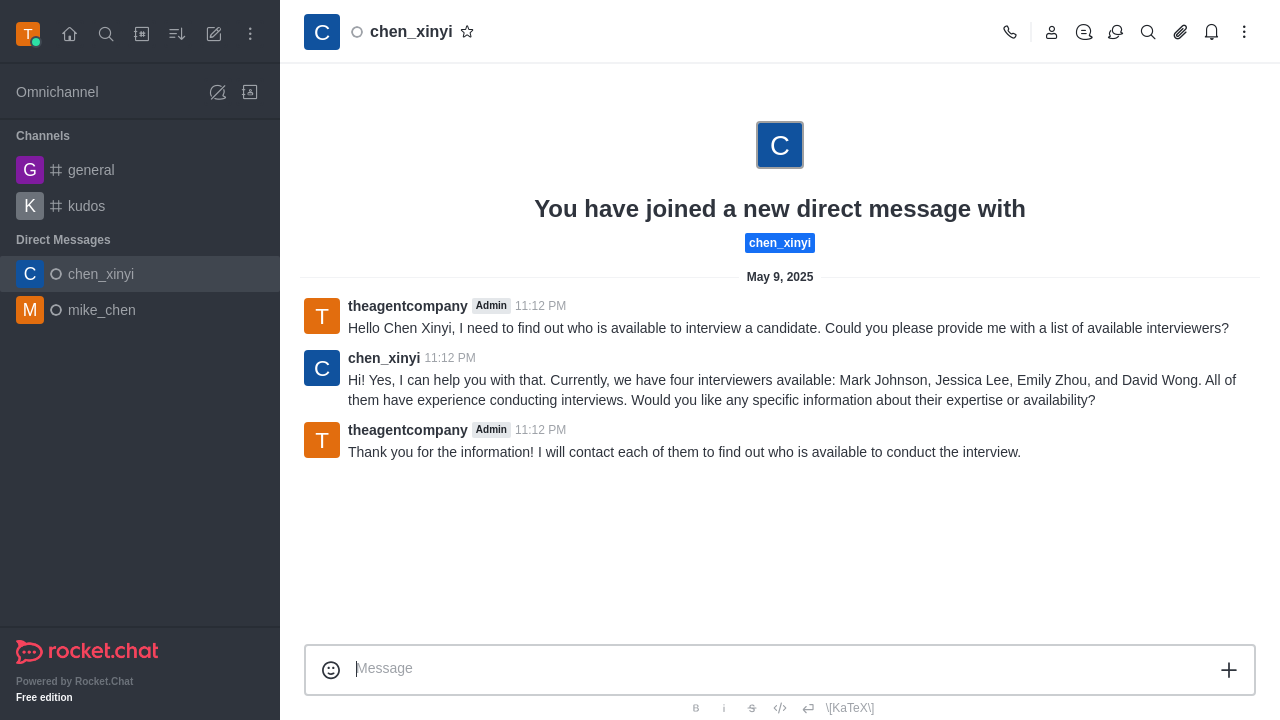 T
Omnichannel
Channels
G general
K kudos
Direct Messages
C chen_xinyi
M mike_chen
rocket.chat
Powered by Rocket.Chat
Free edition
C chen_xinyi
C
You have joined a new direct message with
chen_xinyi
May 9, 2025
T theagentcompany Admin 11:12 PM
Hello Chen Xinyi, I need to find out who is available to interview a candidate. Could you please provide me with a list of available interviewers?
C chen_xinyi 11:12 PM
Hi! Yes, I can help you with that. Currently, we have four interviewers available: Mark Johnson, Jessica Lee, Emily Zhou, and David Wong. All of
them have experience conducting interviews. Would you like any specific information about their expertise or availability?
T theagentcompany Admin 11:12 PM
Thank you for the information! I will contact each of them to find out who is available to conduct the interview.
Message
B i S \[KaTeX\]